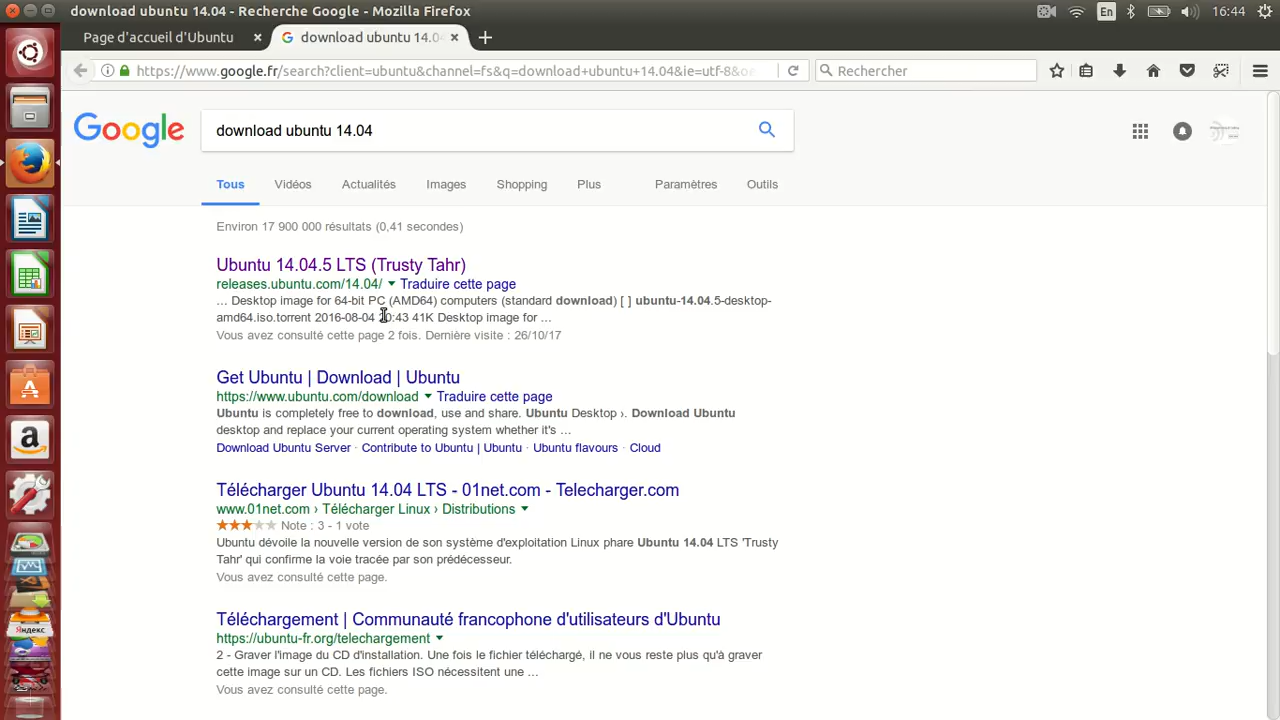 download ubuntu 14.04 - Recherche Google - Mozilla Firefox
En
16:44
Page d'accueil d'Ubuntu
download ubuntu 14.04
https://www.google.fr/search?client=ubuntu&channel=fs&q=download+ubuntu+14.04&ie=utf-8&o
Rechercher
Google
download ubuntu 14.04
Tous
Vidéos
Actualités
Images
Shopping
Plus
Paramètres
Outils
Environ 17 900 000 résultats (0,41 secondes)
Ubuntu 14.04.5 LTS (Trusty Tahr)
releases.ubuntu.com/14.04/ Traduire cette page
... Desktop image for 64-bit PC (AMD64) computers (standard download) [ ] ubuntu-14.04.5-desktop-
amd64.iso.torrent 2016-08-04 20:43 41K Desktop image for ...
Vous avez consulté cette page 2 fois. Dernière visite : 26/10/17
Get Ubuntu | Download | Ubuntu
https://www.ubuntu.com/download Traduire cette page
Ubuntu is completely free to download, use and share. Ubuntu Desktop ›. Download Ubuntu
desktop and replace your current operating system whether it's ...
Download Ubuntu Server · Contribute to Ubuntu | Ubuntu · Ubuntu flavours · Cloud
Télécharger Ubuntu 14.04 LTS - 01net.com - Telecharger.com
www.01net.com › Télécharger Linux › Distributions
Note : 3 - 1 vote
Ubuntu dévoile la nouvelle version de son système d'exploitation Linux phare Ubuntu 14.04 LTS 'Trusty
Tahr' qui confirme la voie tracée par son prédécesseur.
Vous avez consulté cette page.
Téléchargement | Communauté francophone d'utilisateurs d'Ubuntu
https://ubuntu-fr.org/telechargement
2 - Graver l'image du CD d'installation. Une fois le fichier téléchargé, il ne vous reste plus qu'à graver
cette image sur un CD. Les fichiers ISO nécessitent une ...
Vous avez consulté cette page.
Яндекс